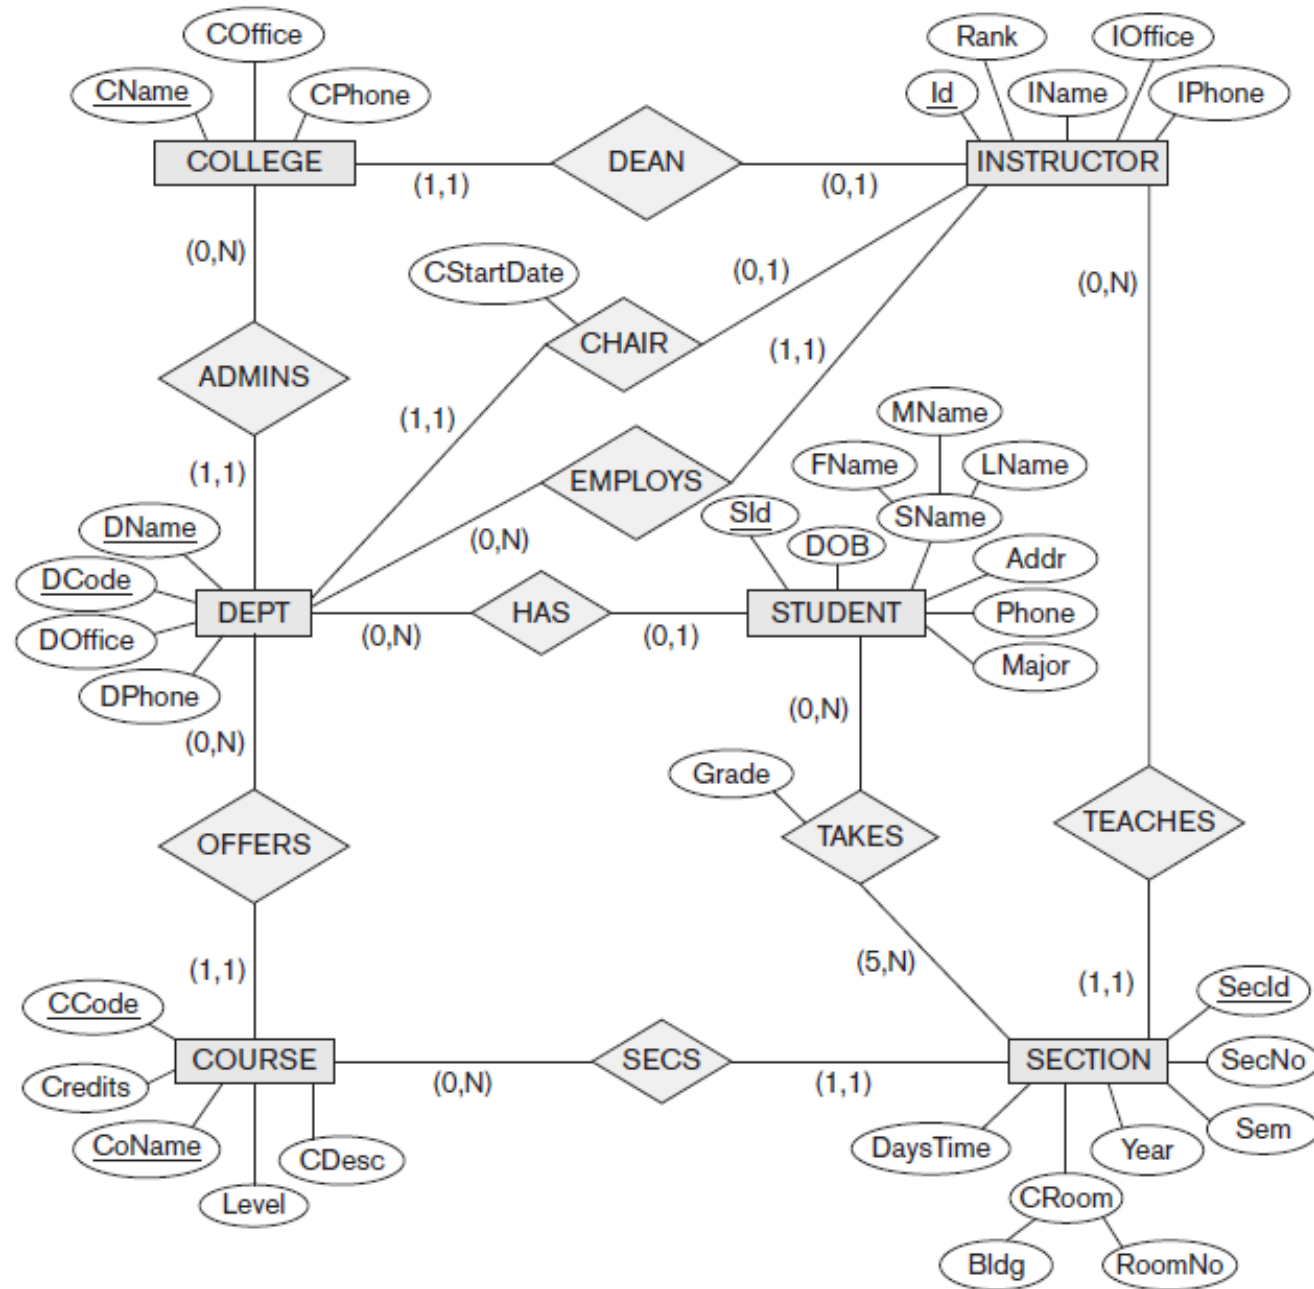 COffice
Rank
IOffice
CName
CPhone
Id
IName
IPhone
COLLEGE
DEAN
INSTRUCTOR
(1,1)
(0,1)
(0,N)
CStartDate
(0,1)
(0,N)
CHAIR
(1,1)
ADMINS
MName
(1,1)
FName
LName
(1,1)
EMPLOYS
SId
SName
DName
(0,N)
DOB
Addr
DCode
DEPT
HAS
STUDENT
Phone
DOffice
(0,N)
(0,1)
Major
DPhone
(0,N)
(0,N)
Grade
TEACHES
OFFERS
TAKES
(5,N)
(1,1)
(1,1)
SecId
CCode
COURSE
SECS
SECTION
SecNo
Credits
(0,N)
(1,1)
Sem
CoName
CDesc
DaysTime
Year
Level
CRoom
Bldg
RoomNo